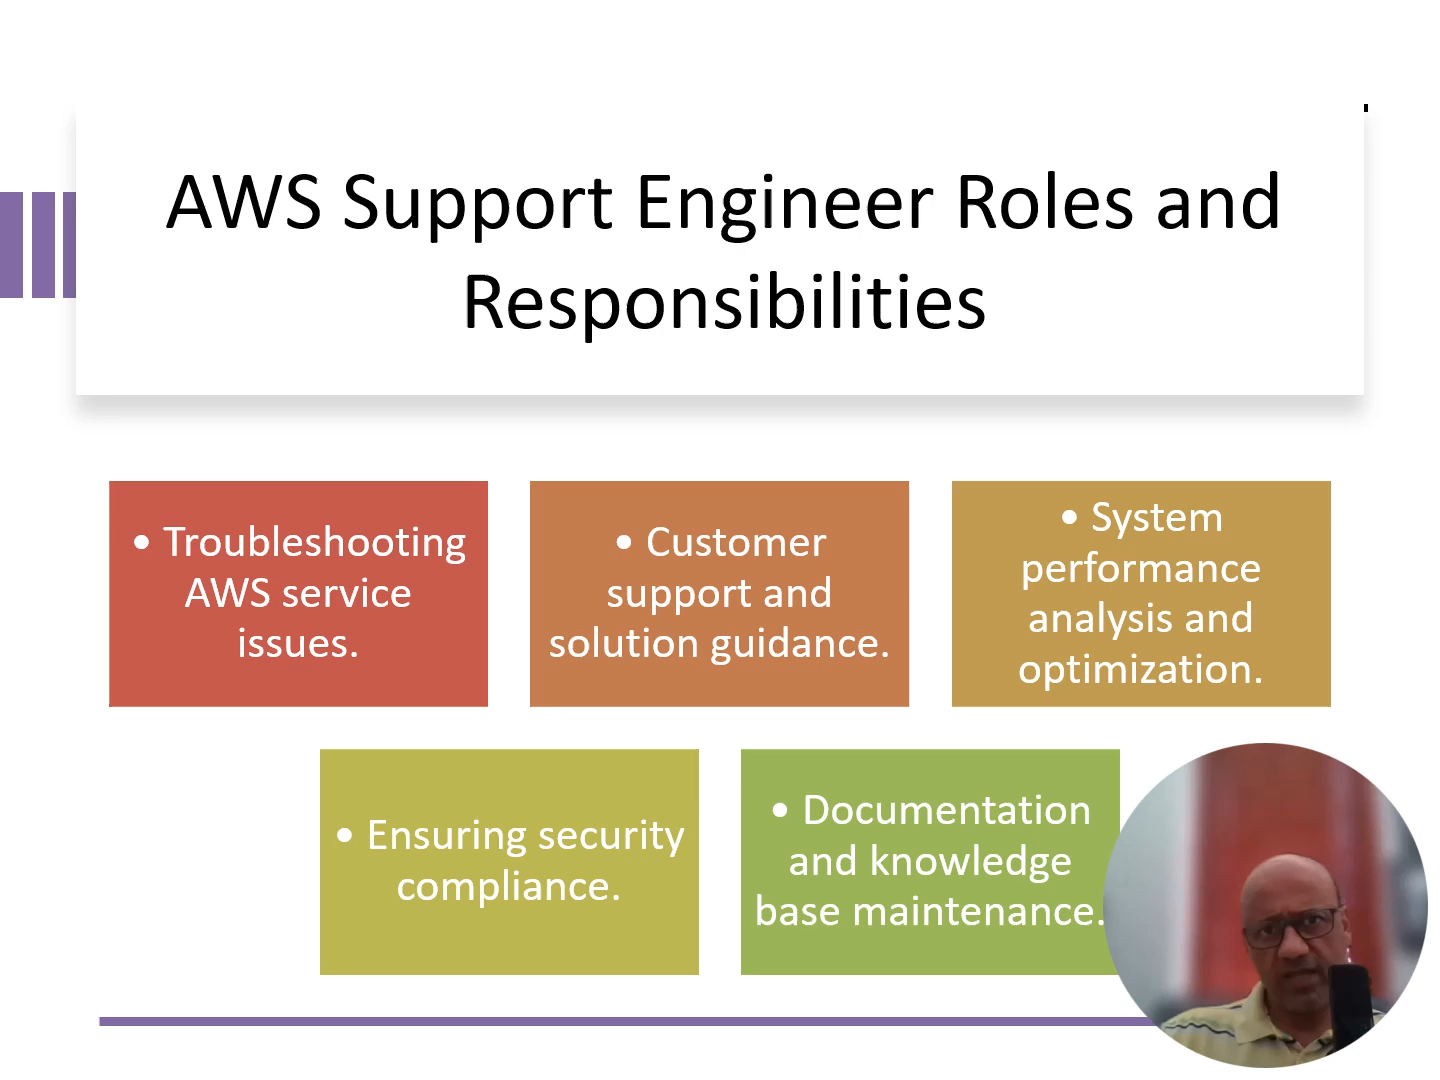 AWS Support Engineer Roles and
Responsibilities
• Troubleshooting
AWS service
issues.
• Customer
support and
solution guidance.
• System
performance
analysis and
optimization.
• Ensuring security
compliance.
• Documentation
and knowledge
base maintenance.